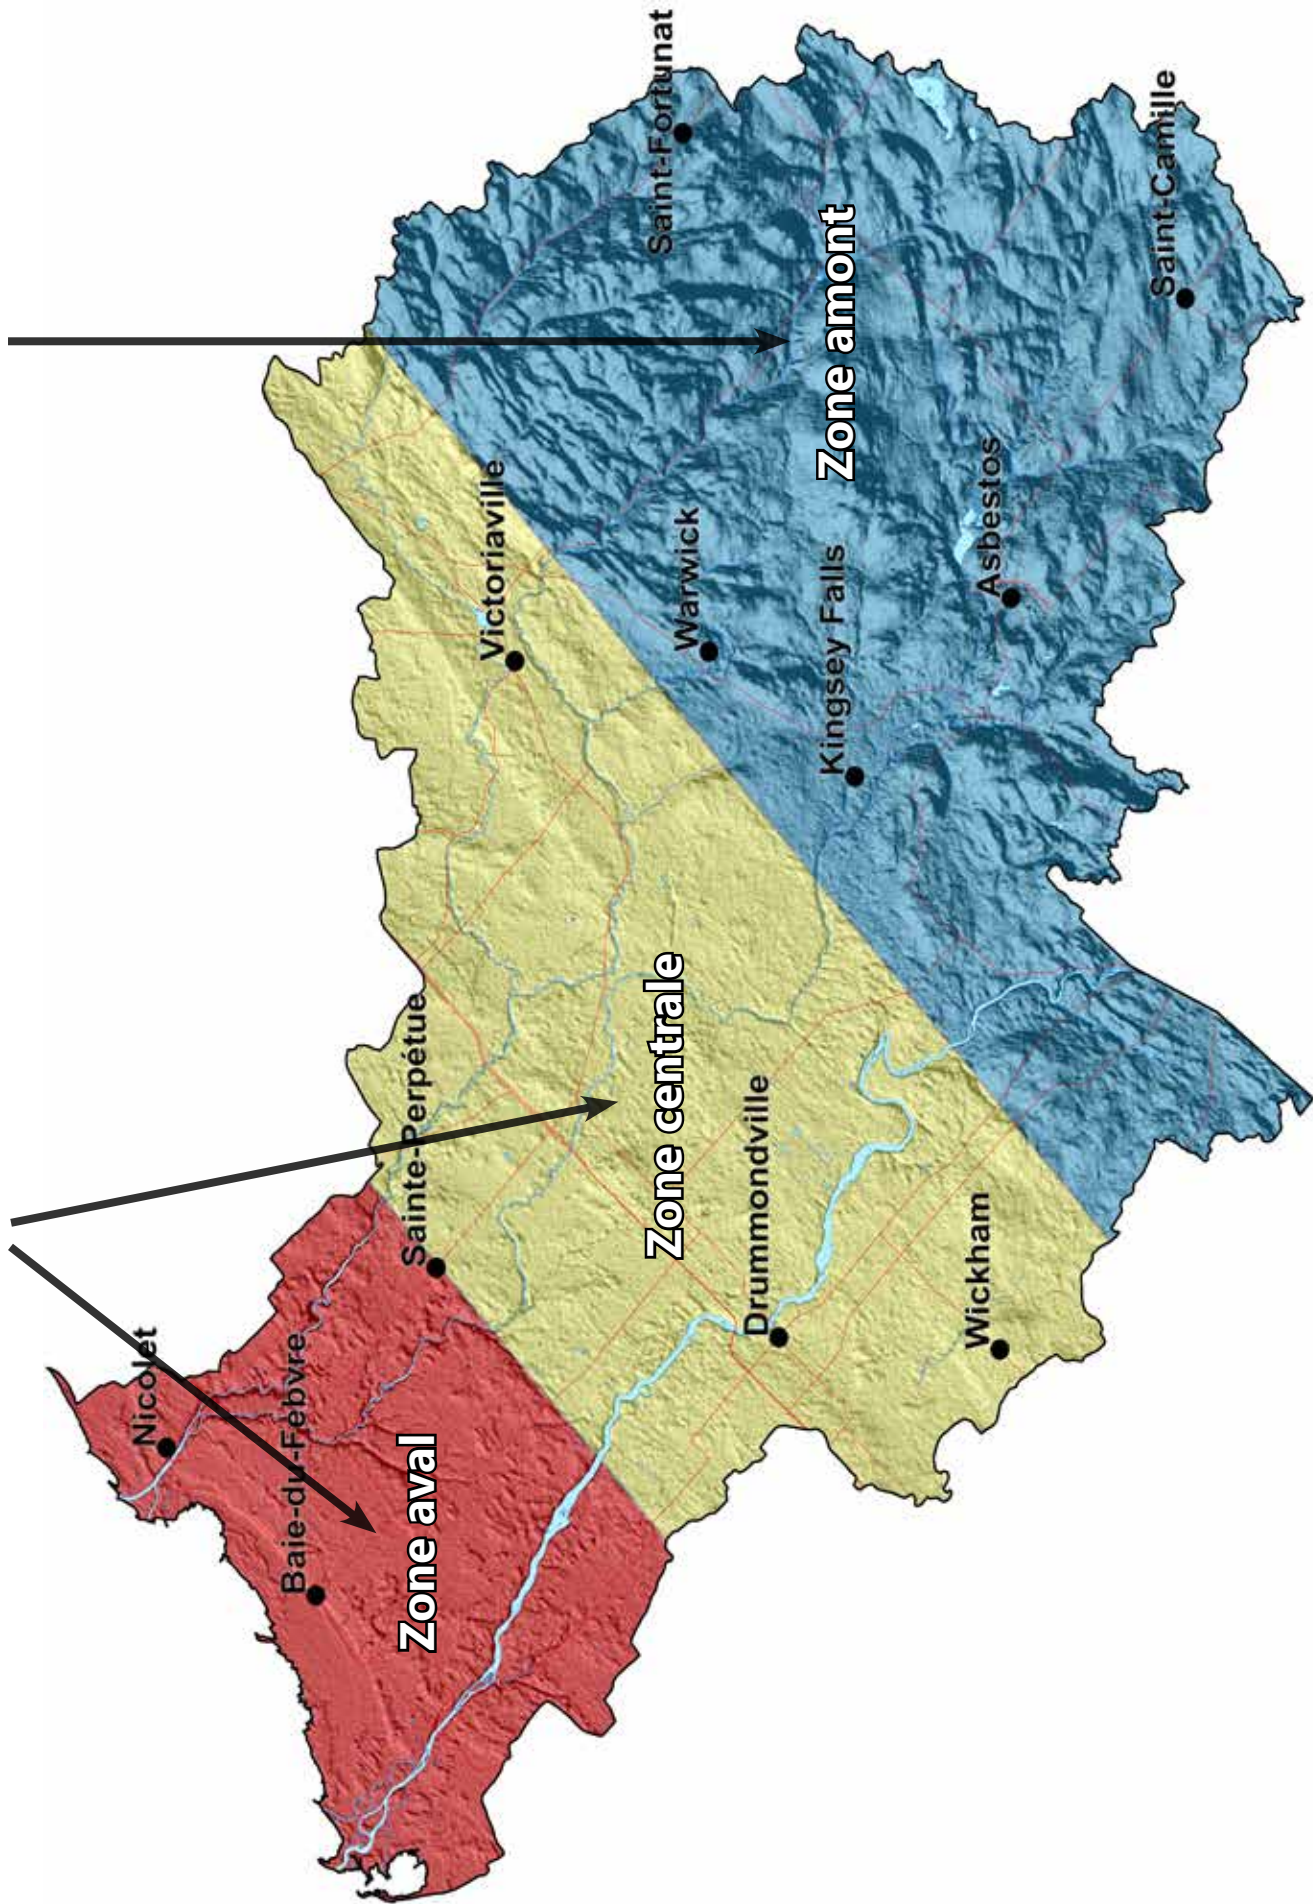 Nicolet
Baie-du-Febvre
Zone aval
Sainte-Perpétue
Victoriaville
Zone centrale
Saint-Fortunat
Warwick
Drummondville
Zone amont
Kingsey Falls
Wickham
Asbestos
Saint-Camille